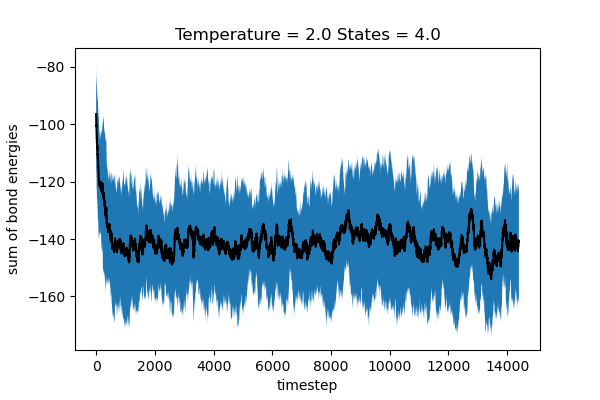 Temperature = 2.0 States = 4.0
sum of bond energies
−80
−100
−120
−140
−160
0 2000 4000 6000 8000 10000 12000 14000
timestep